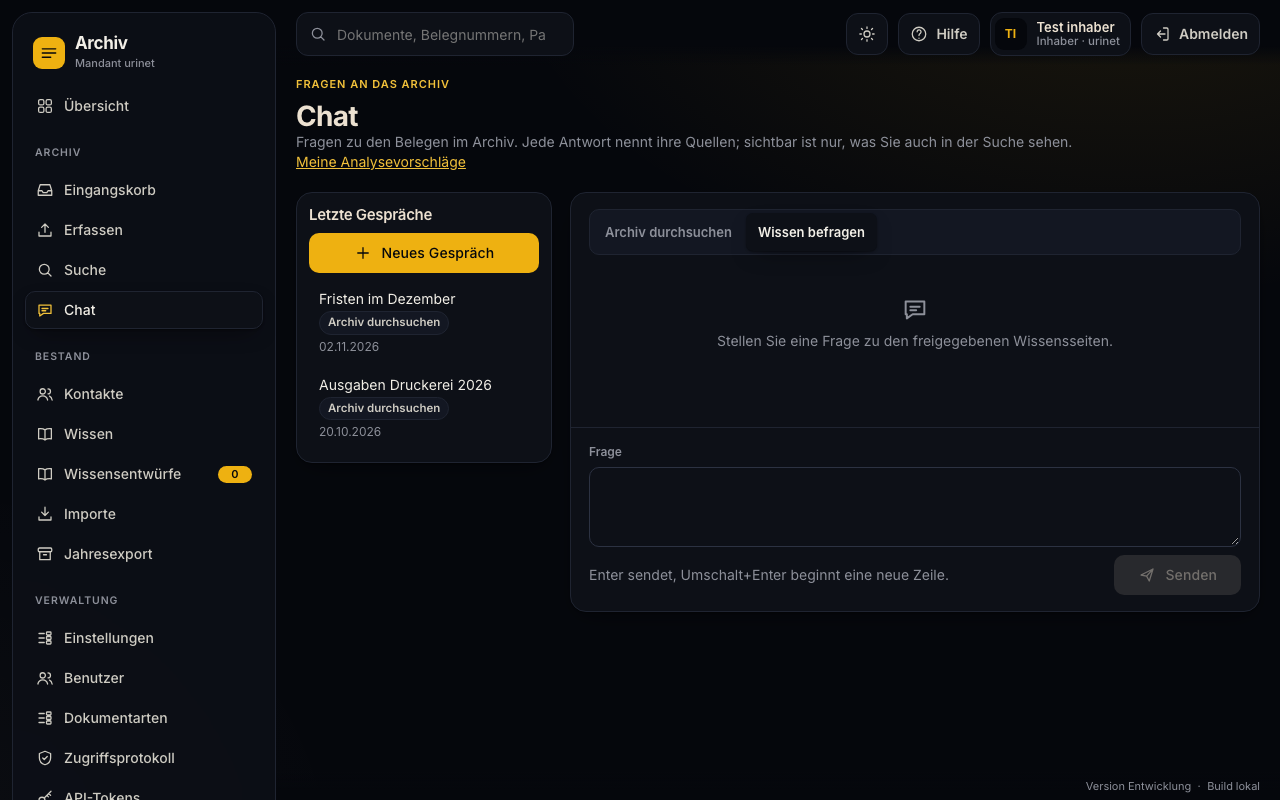 Archiv
Mandant urinet
Übersicht
ARCHIV
Eingangskorb
Erfassen
Suche
Chat
BESTAND
Kontakte
Wissen
Wissensentwürfe 0
Importe
Jahresexport
VERWALTUNG
Einstellungen
Benutzer
Dokumentarten
Zugriffsprotokoll
API-Tokens
Dokumente, Belegnummern, Pa
Hilfe
TI
Test inhaber
Inhaber · urinet
Abmelden
FRAGEN AN DAS ARCHIV
Chat
Fragen zu den Belegen im Archiv. Jede Antwort nennt ihre Quellen; sichtbar ist nur, was Sie auch in der Suche sehen.
Meine Analysevorschläge
Letzte Gespräche
Neues Gespräch
Fristen im Dezember
Archiv durchsuchen
02.11.2026
Ausgaben Druckerei 2026
Archiv durchsuchen
20.10.2026
Archiv durchsuchen Wissen befragen
Stellen Sie eine Frage zu den freigegebenen Wissensseiten.
Frage
Enter sendet, Umschalt+Enter beginnt eine neue Zeile.
Senden
Version Entwicklung · Build lokal